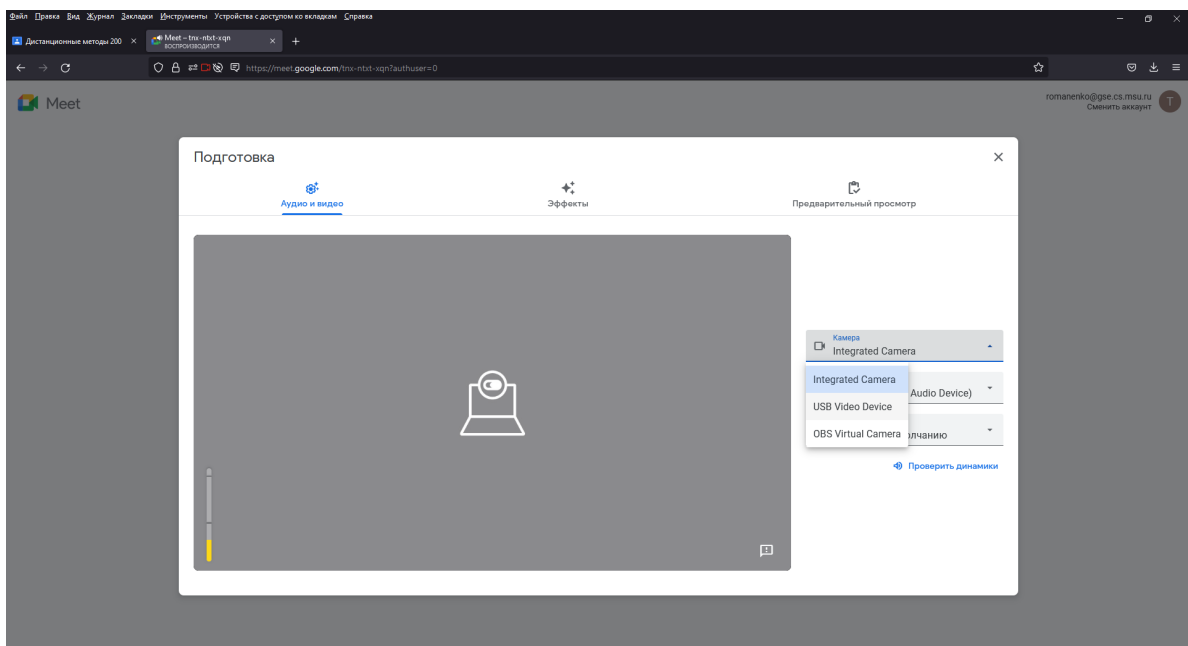 Файл Правка Вид Журнал Закладки Инструменты Устройства с доступом ко вкладкам Справка
Дистанционные методы 200
Meet – tnx-ntxt-xqn
ВОСПРОИЗВОДИТСЯ
https://meet.google.com/tnx-ntxt-xqn?authuser=0
Meet
romanenko@gse.cs.msu.ru
Сменить аккаунт
T
Подготовка
Аудио и видео
Эффекты
Предварительный просмотр
Камера
Integrated Camera
Integrated Camera
Audio Device)
USB Video Device
OBS Virtual Camera
олчанию
Проверить динамики